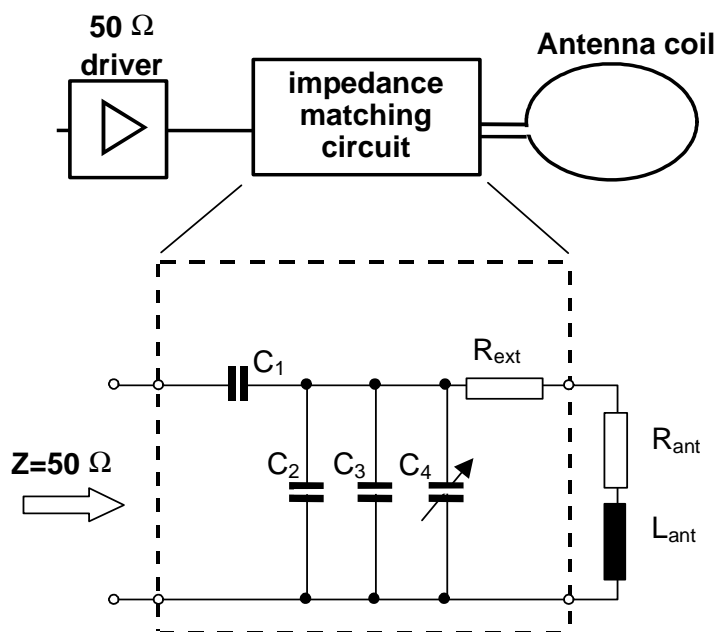 50 Ω
driver
impedance
matching
circuit
Antenna coil
C1
Rext
Z=50 Ω
C2
C3
C4
Rant
Lant